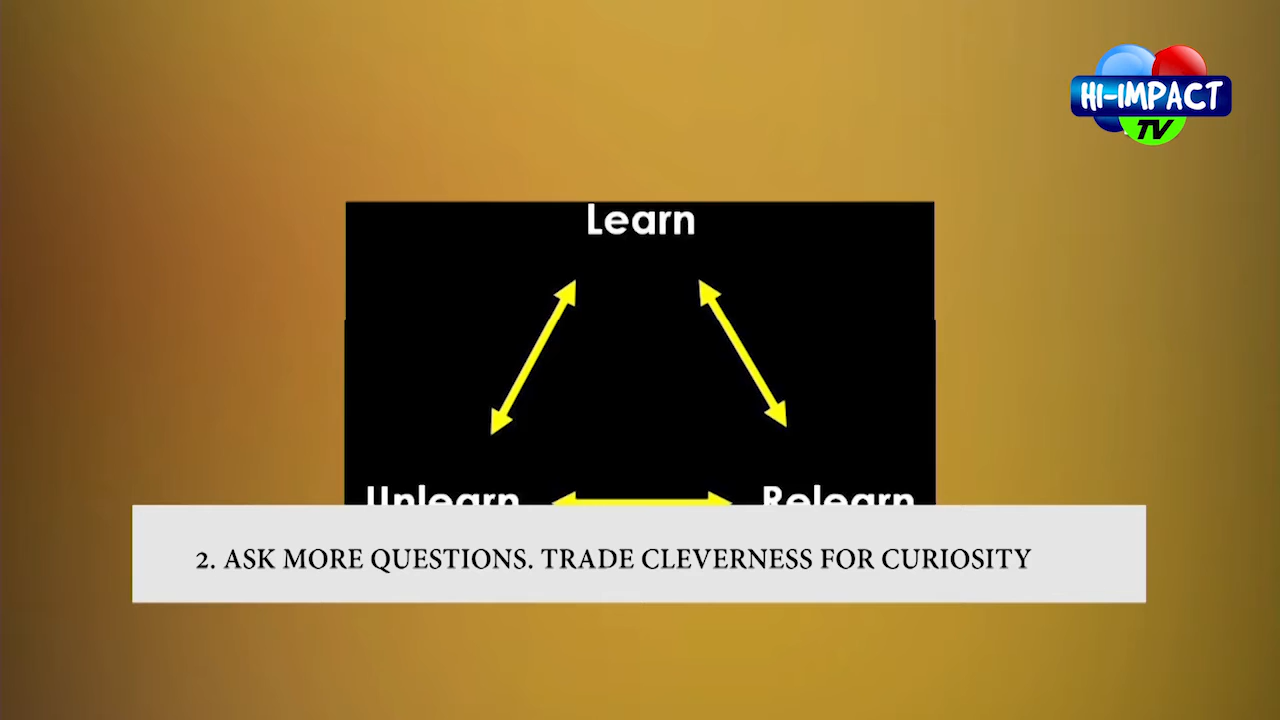 HI-IMPACT
TV
Learn
Unlearn
Relearn
2. ASK MORE QUESTIONS. TRADE CLEVERNESS FOR CURIOSITY